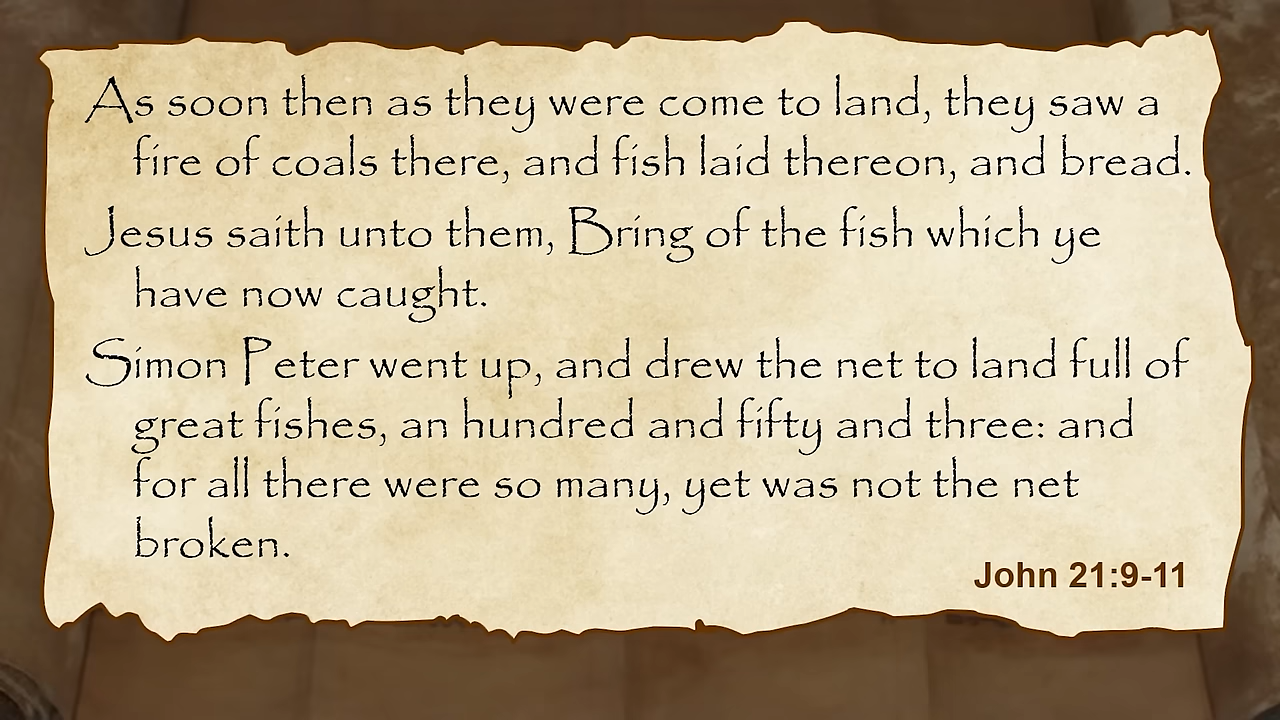 As soon then as they were come to land, they saw a
fire of coals there, and fish laid thereon, and bread.
Jesus saith unto them, Bring of the fish which ye
have now caught.
Simon Peter went up, and drew the net to land full of
great fishes, an hundred and fifty and three: and
for all there were so many, yet was not the net
broken.
John 21:9-11